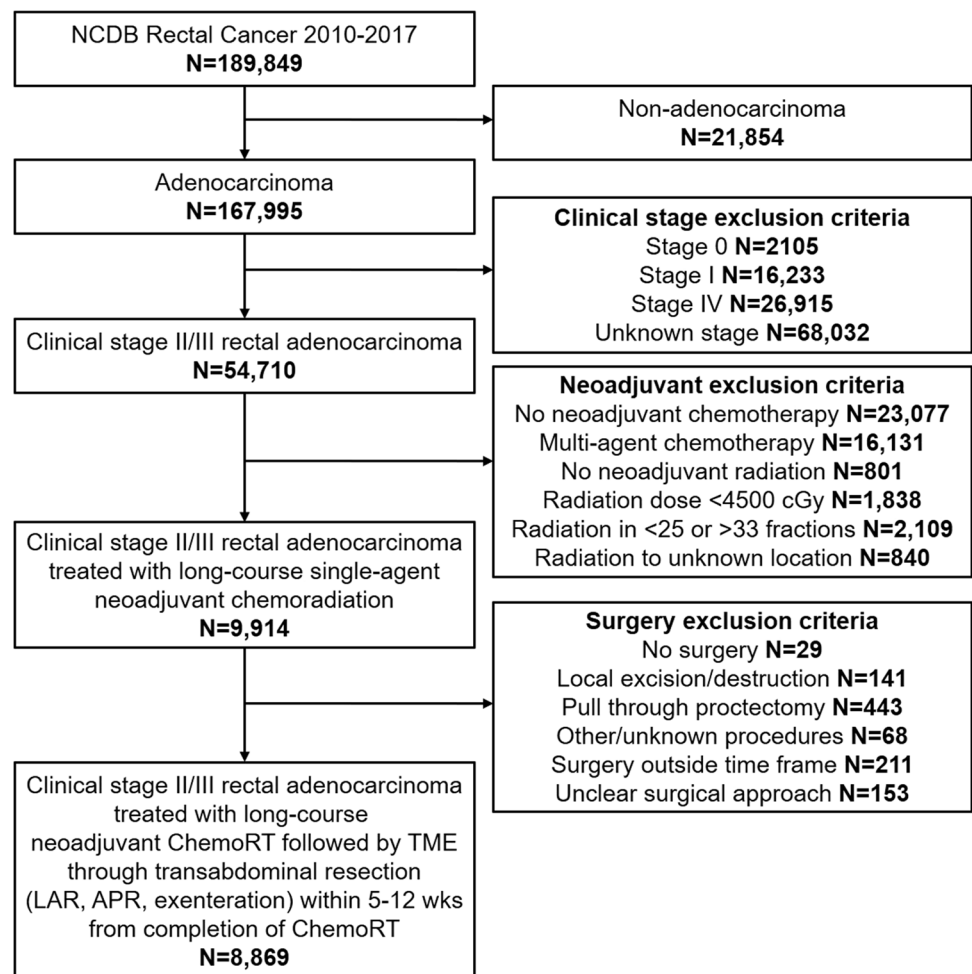 NCDB Rectal Cancer 2010-2017
N=189,849
Non-adenocarcinoma
N=21,854
Adenocarcinoma
N=167,995
Clinical stage exclusion criteria
Stage 0 N=2105
Stage I N=16,233
Stage IV N=26,915
Unknown stage N=68,032
Clinical stage II/III rectal adenocarcinoma
N=54,710
Neoadjuvant exclusion criteria
No neoadjuvant chemotherapy N=23,077
Multi-agent chemotherapy N=16,131
No neoadjuvant radiation N=801
Radiation dose <4500 cGy N=1,838
Radiation in <25 or >33 fractions N=2,109
Radiation to unknown location N=840
Clinical stage II/III rectal adenocarcinoma
treated with long-course single-agent
neoadjuvant chemoradiation
N=9,914
Surgery exclusion criteria
No surgery N=29
Local excision/destruction N=141
Pull through proctectomy N=443
Other/unknown procedures N=68
Surgery outside time frame N=211
Unclear surgical approach N=153
Clinical stage II/III rectal adenocarcinoma
treated with long-course
neoadjuvant ChemoRT followed by TME
through transabdominal resection
(LAR, APR, exenteration) within 5-12 wks
from completion of ChemoRT
N=8,869